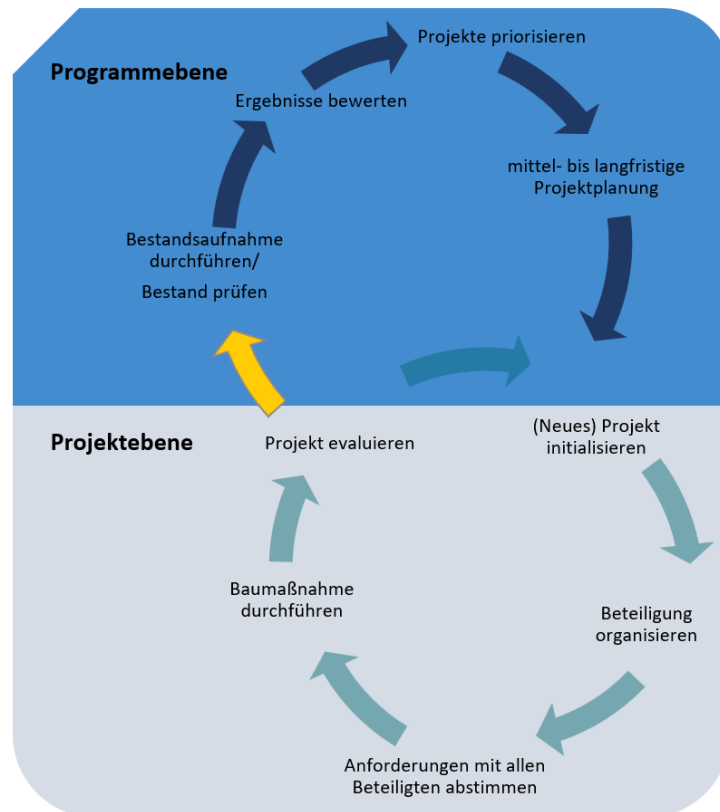 Programmebene
Projekte priorisieren
Ergebnisse bewerten
mittel- bis langfristige
Projektplanung
Bestandsaufnahme
durchführen/
Bestand prüfen
Projektebene
Projekt evaluieren
(Neues) Projekt
initialisieren
Baumaßnahme
durchführen
Beteiligung
organisieren
Anforderungen mit allen
Beteiligten abstimmen